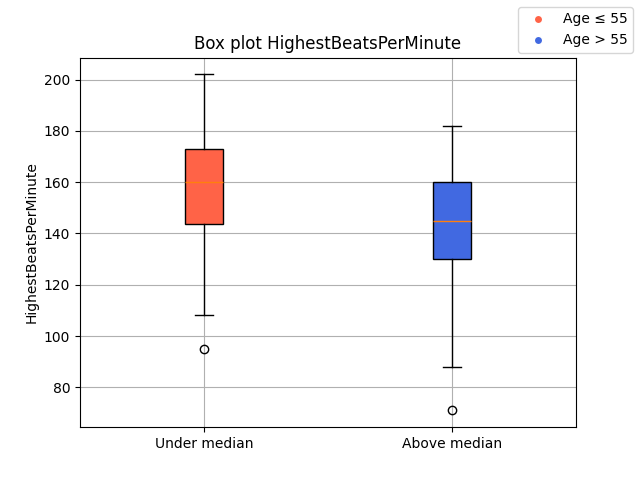 Age ≤ 55
Age > 55
Box plot HighestBeatsPerMinute
HighestBeatsPerMinute
200
180
160
140
120
100
80
Under median
Above median